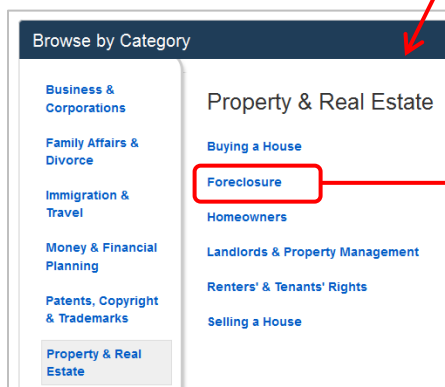 Browse by Category
Business &
Corporations
Family Affairs &
Divorce
Immigration &
Travel
Money & Financial
Planning
Patents, Copyright
& Trademarks
Property & Real
Estate
Property & Real Estate
Buying a House
Foreclosure
Homeowners
Landlords & Property Management
Renters' & Tenants' Rights
Selling a House